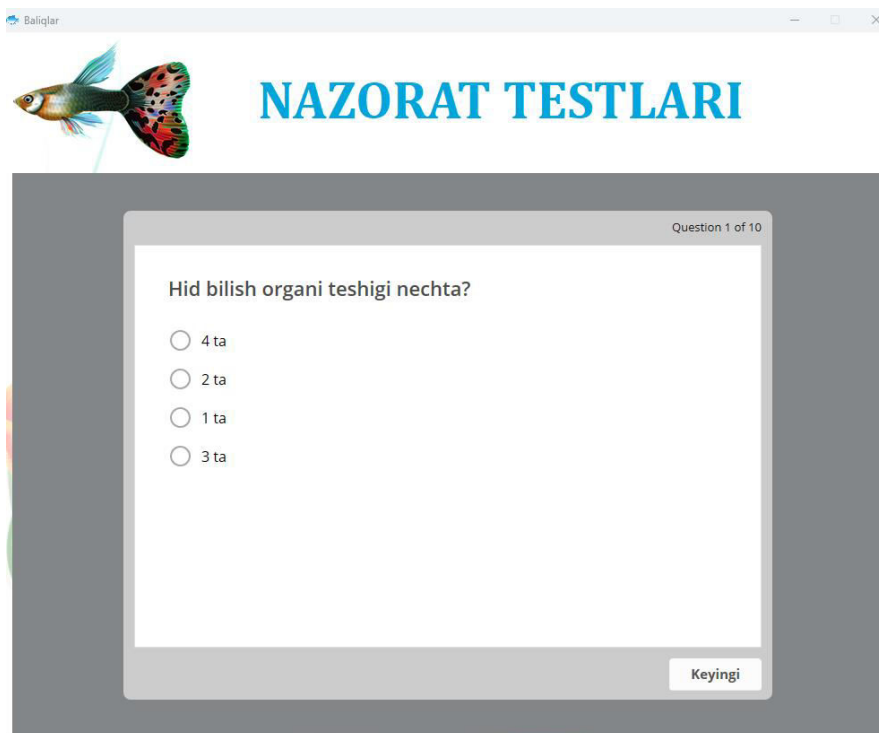 Baliqlar
NAZORAT TESTLARI
Question 1 of 10
Hid bilish organi teshigi nechta?
4 ta
2 ta
1 ta
3 ta
Keyingi